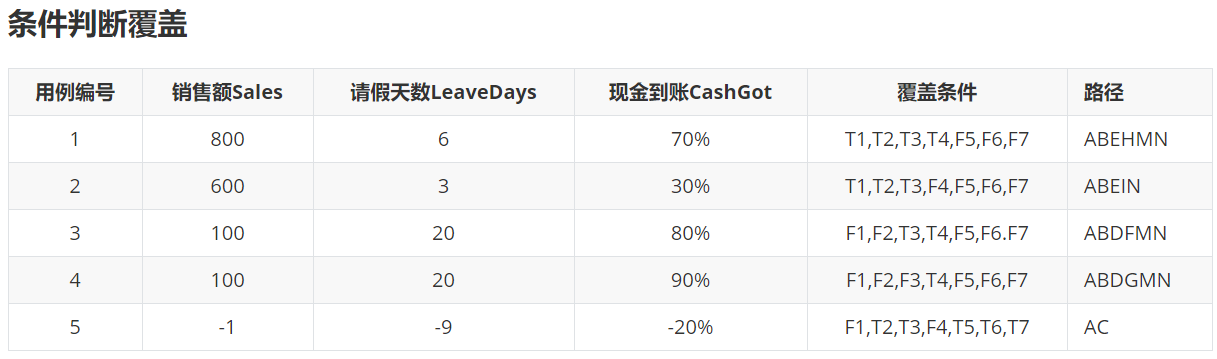 条件判断覆盖
用例编号 销售额Sales 请假天数LeaveDays 现金到账CashGot 覆盖条件 路径
1 800 6 70% T1,T2,T3,T4,F5,F6,F7 ABEHMN
2 600 3 30% T1,T2,T3,F4,F5,F6,F7 ABEIN
3 100 20 80% F1,F2,T3,T4,F5,F6.F7 ABDFMN
4 100 20 90% F1,F2,F3,T4,F5,F6,F7 ABDGMN
5 -1 -9 -20% F1,T2,T3,F4,T5,T6,T7 AC